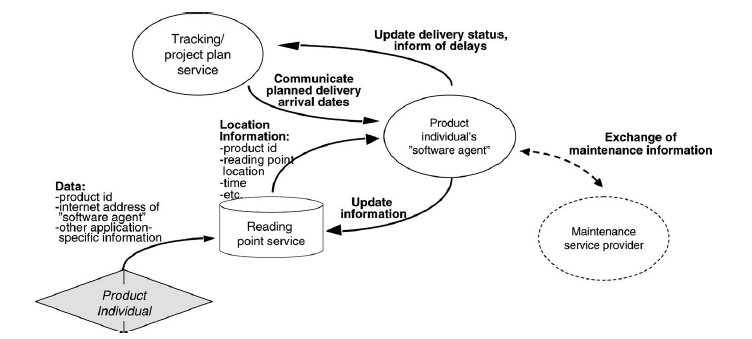 Tracking/
project plan
service
Update delivery status,
inform of delays
Communicate
planned delivery
arrival dates
Product
individual's
"software agent"
Exchange of
maintenance information
Location
Information:
-product id
-reading point
location
-time
-etc.
Data:
-product id
-internet address of
"software agent"
-other application-
specific information
Update
information
Reading
point service
Maintenance
service provider
Product
Individual